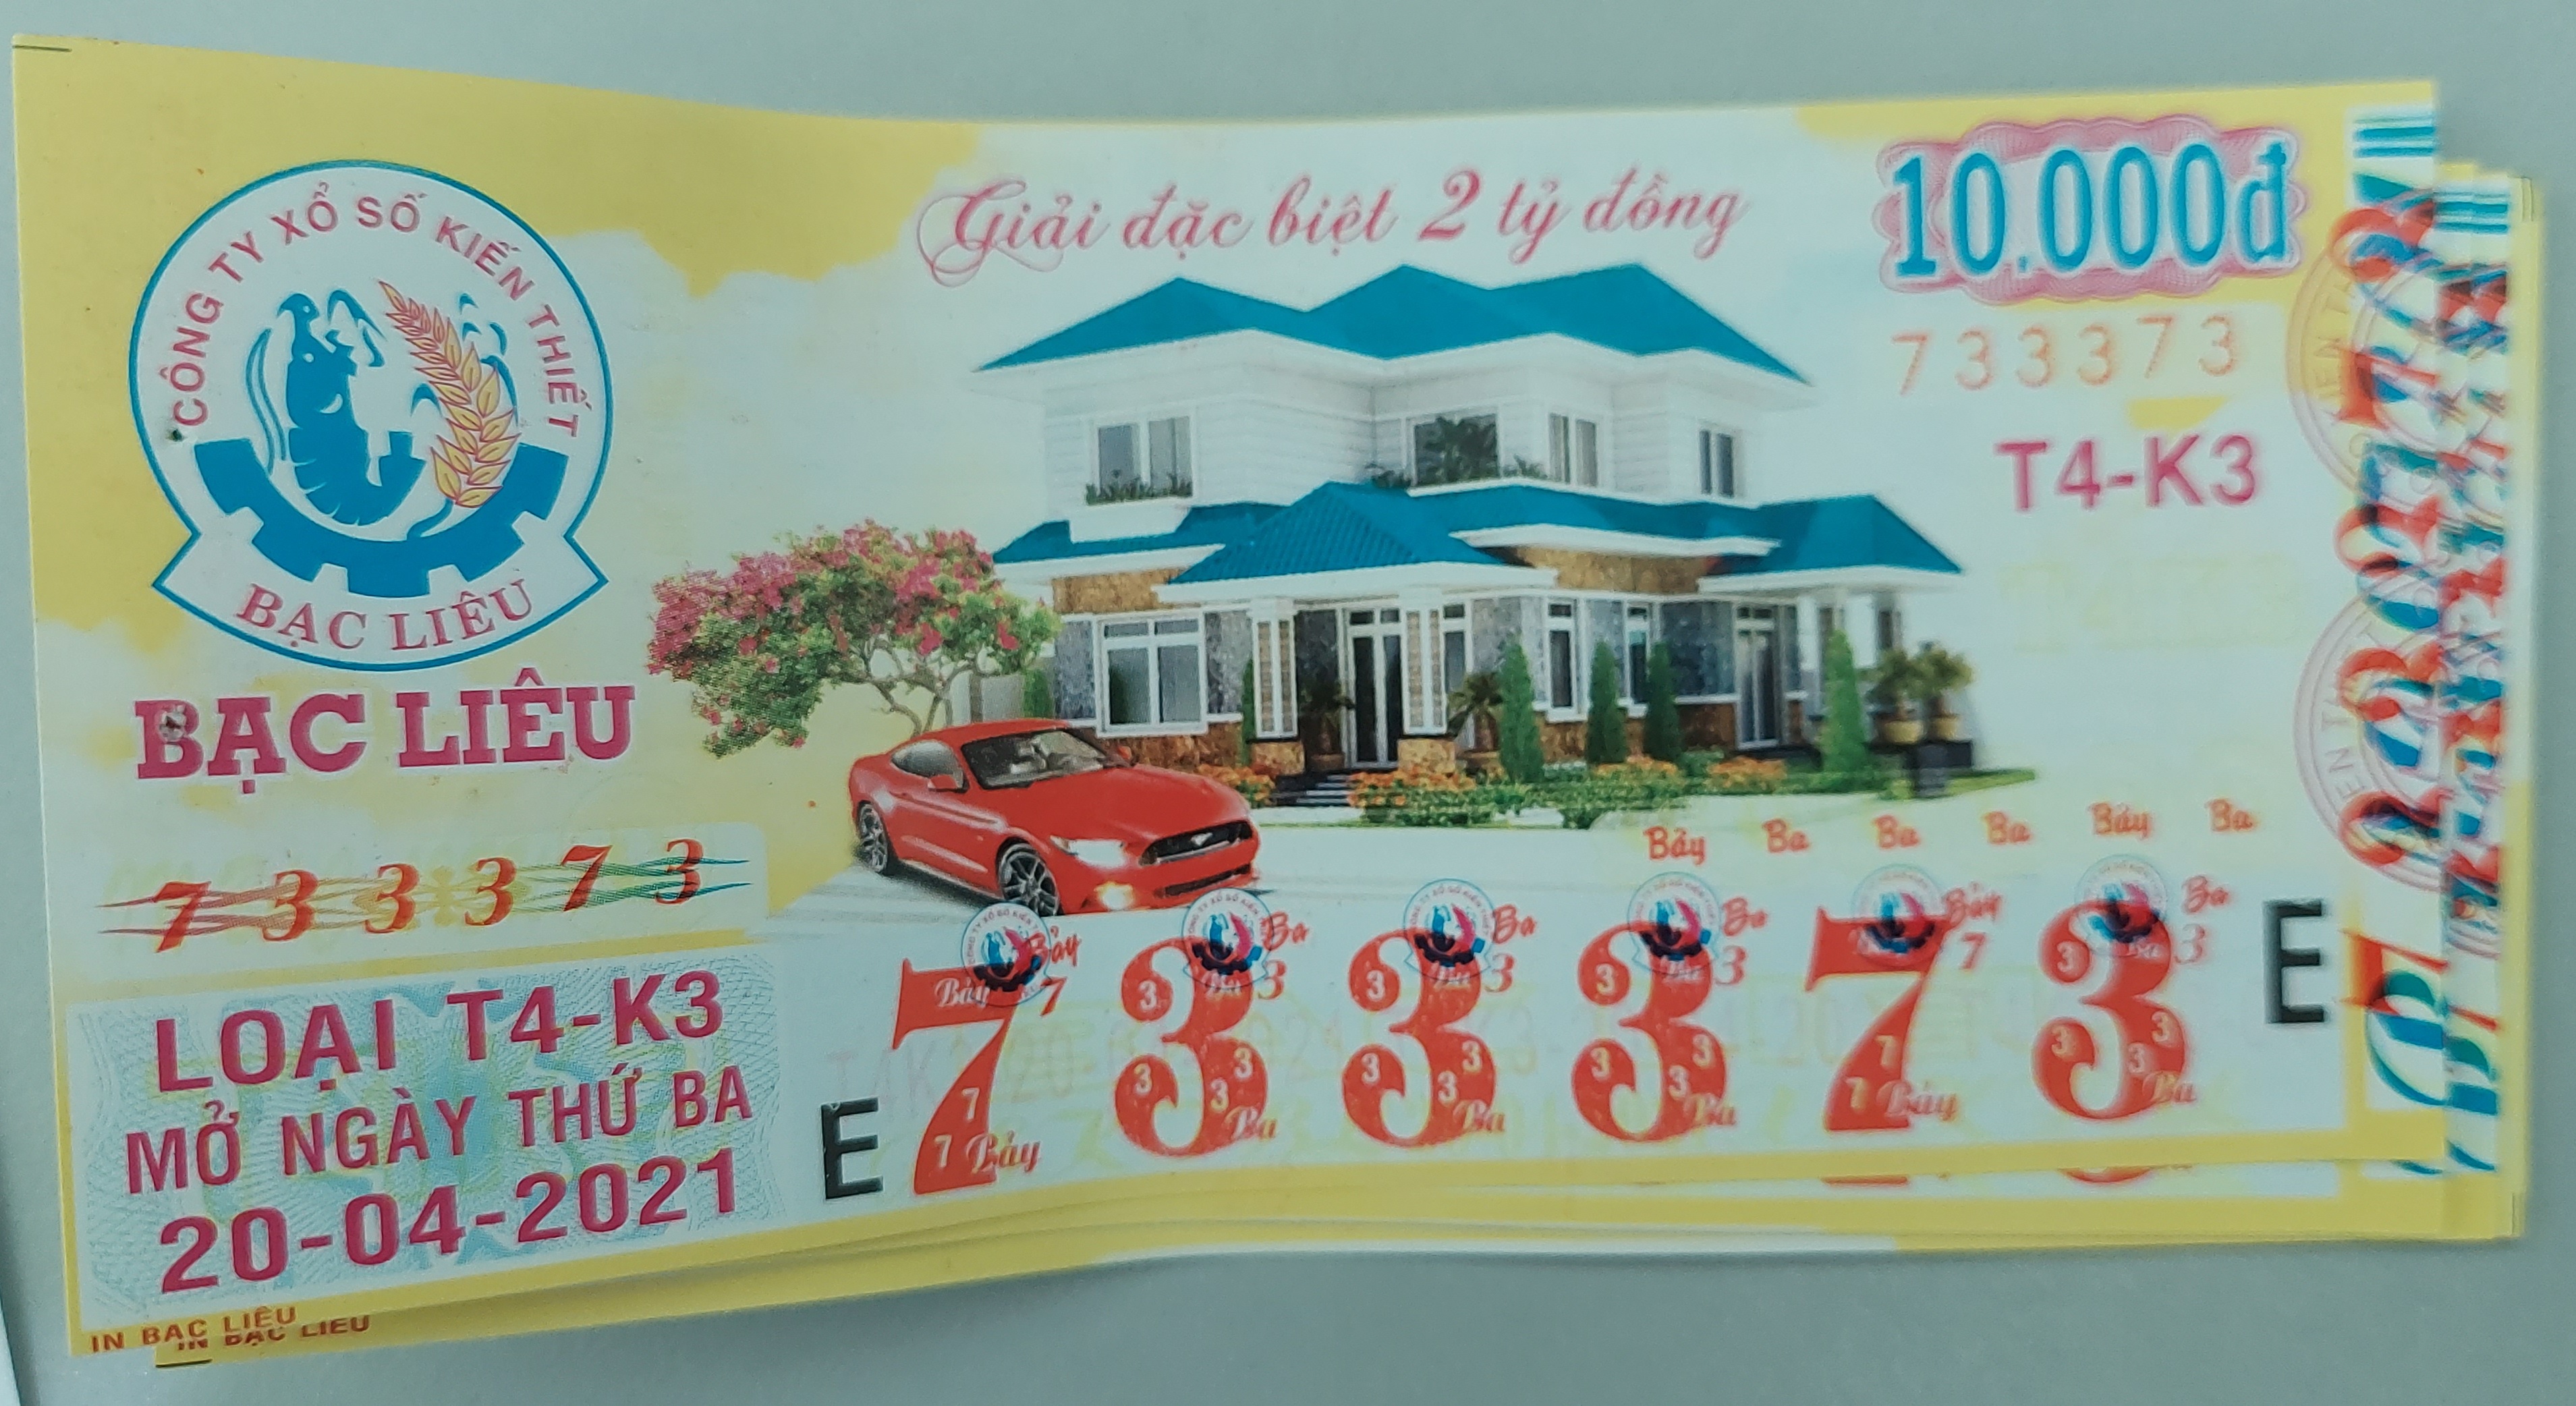 CÔNG TY XỔ SỐ KIẾN THIẾT
BẠC LIÊU
BẠC LIÊU
733373
LOẠI T4-K3
MỞ NGÀY THỨ BA
20-04-2021
IN BẠC LIÊU
IN BẠC LIÊU
Giải đặc biệt 2 tỷ đồng
10.000đ
733373
T4-K3
Bảy Ba Ba Ba Bảy Ba
E 733373 E